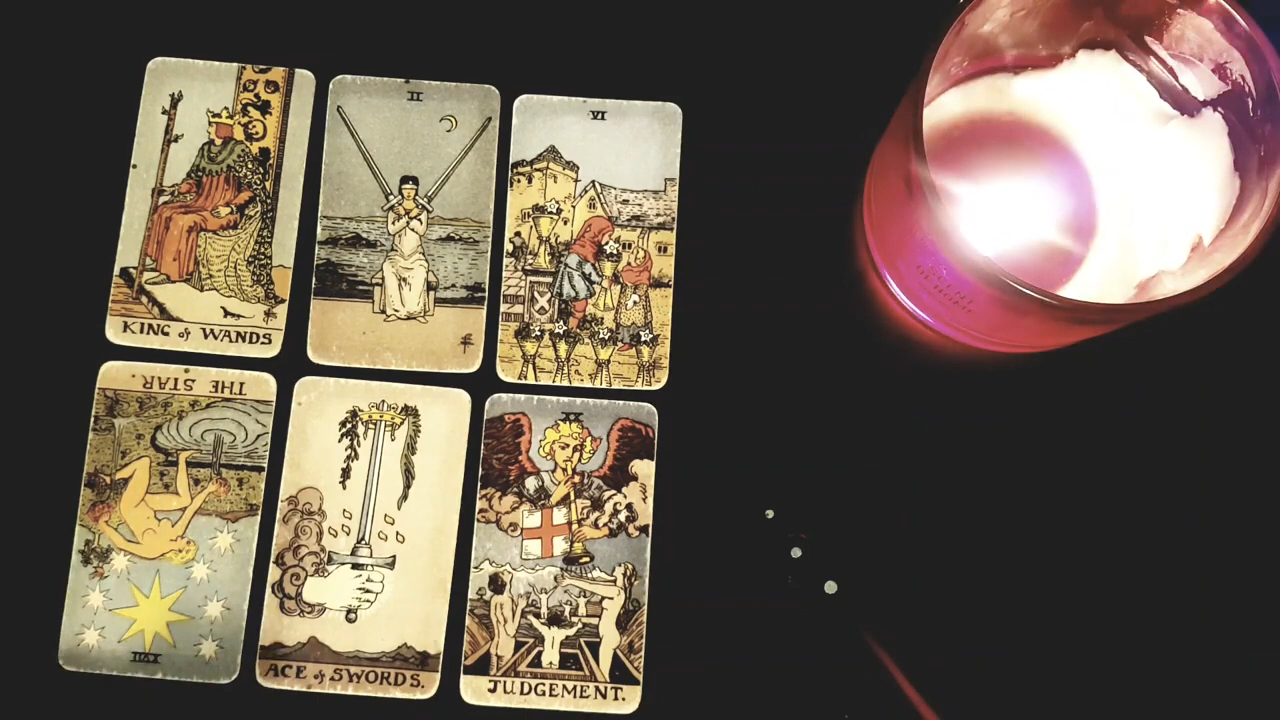 KING of WANDS
II
VI
THE STAR.
XVII
ACE of SWORDS.
XX
JUDGEMENT.